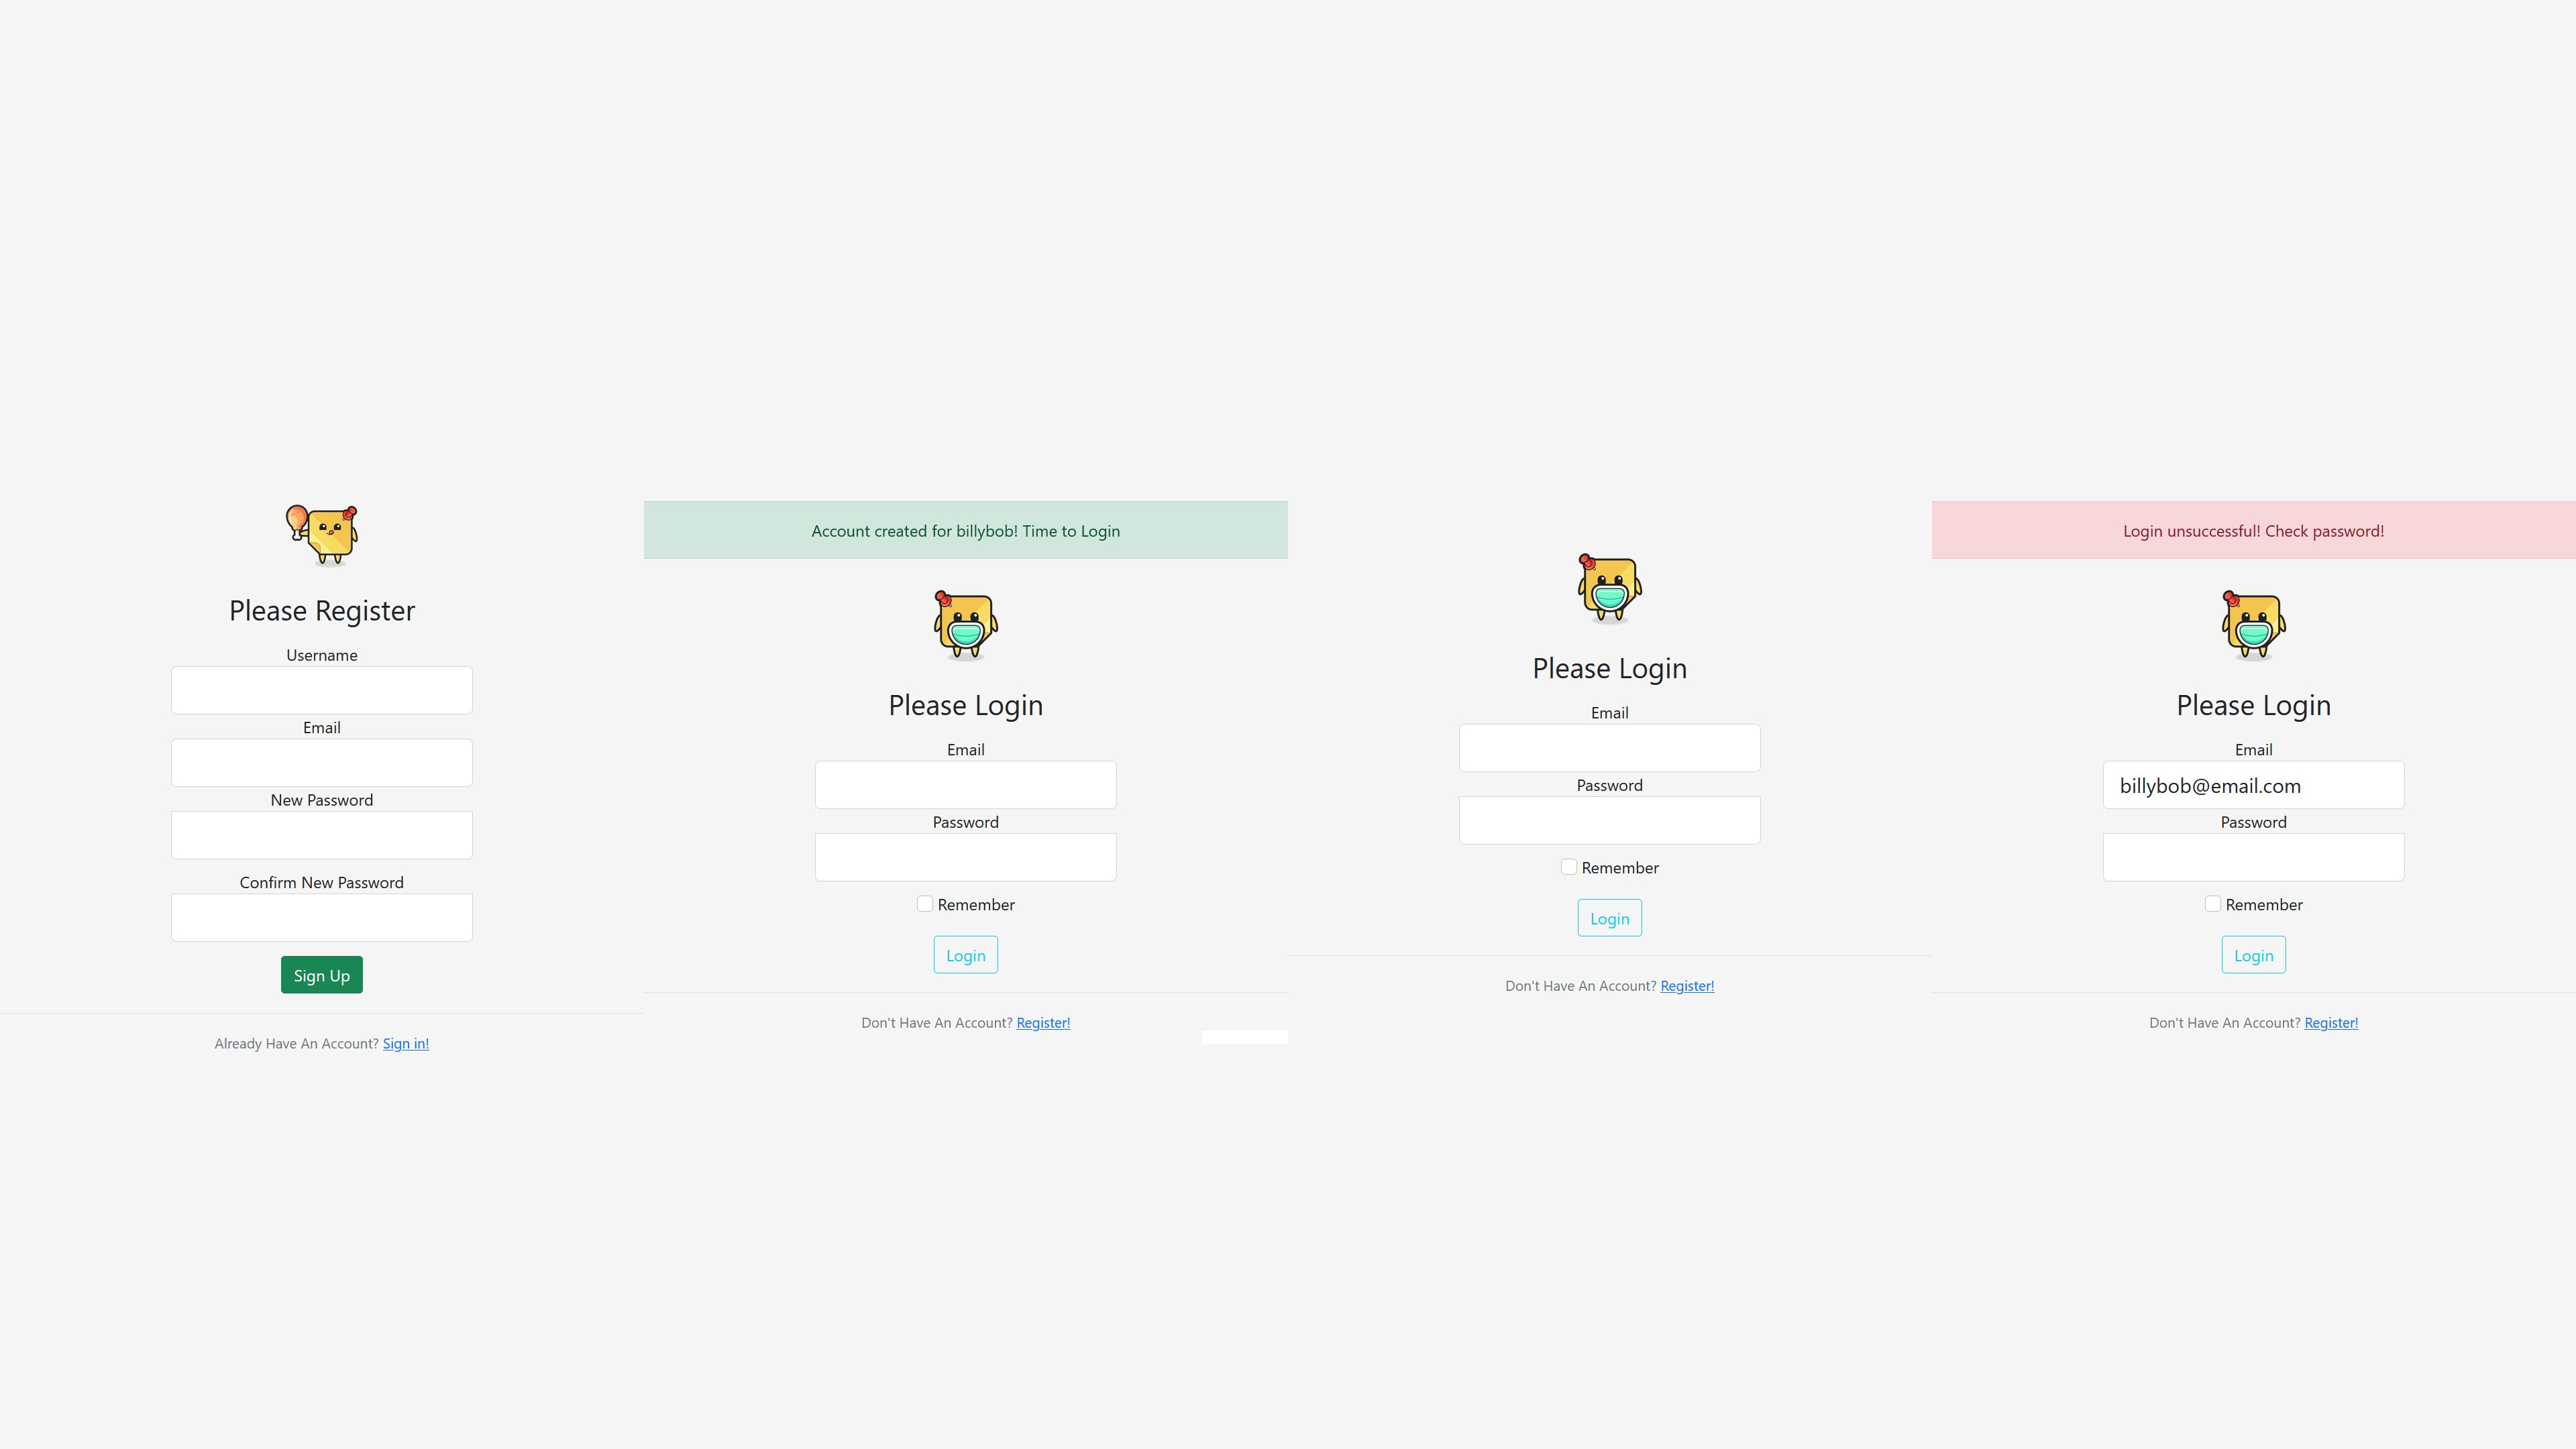 Please Register
Username
Email
New Password
Confirm New Password
Sign Up
Already Have An Account? Sign in!
Account created for billybob! Time to Login
Please Login
Email
Password
Remember
Login
Don't Have An Account? Register!
Please Login
Email
Password
Remember
Login
Don't Have An Account? Register!
Login unsuccessful! Check password!
Please Login
Email
billybob@email.com
Password
Remember
Login
Don't Have An Account? Register!